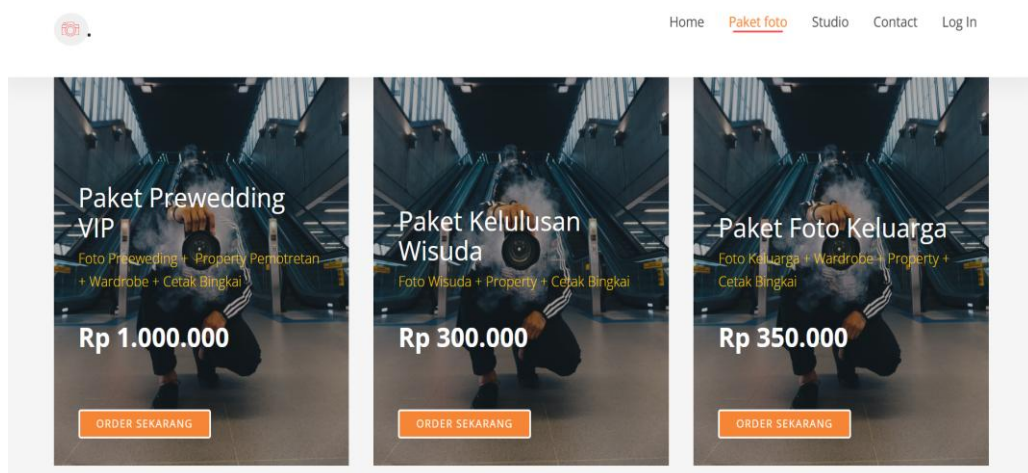 .
Home Paket foto Studio Contact Log In
Paket Prewedding
VIP
Foto Preeweding + Property Pemotretan
+ Wardrobe + Cetak Bingkai
Rp 1.000.000
ORDER SEKARANG
Paket Kelulusan
Wisuda
Foto Wisuda + Property + Cetak Bingkai
Rp 300.000
ORDER SEKARANG
Paket Foto Keluarga
Foto Keluarga + Wardrobe + Property +
Cetak Bingkai
Rp 350.000
ORDER SEKARANG